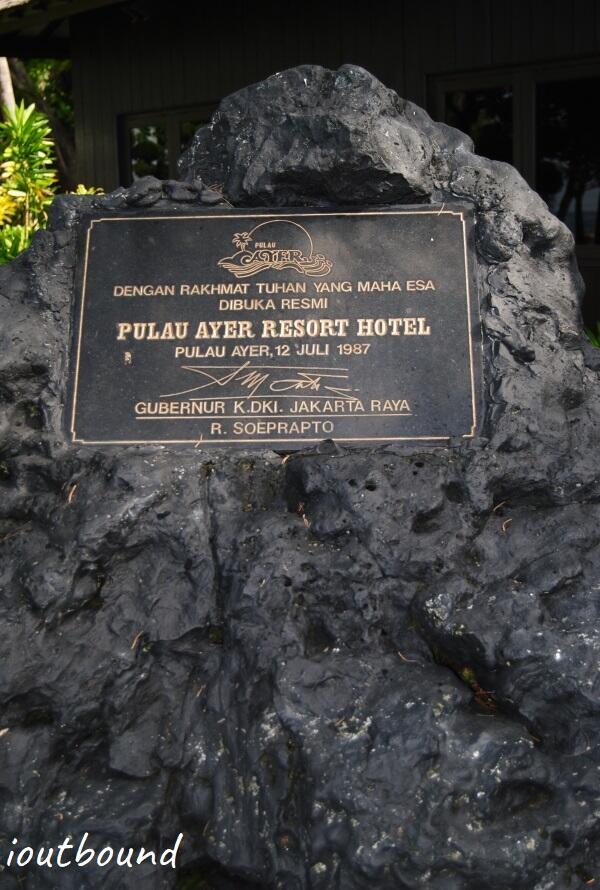 PULAU
AYER
DENGAN RAKHMAT TUHAN YANG MAHA ESA
DIBUKA RESMI
PULAU AYER RESORT HOTEL
PULAU AYER, 12 JULI 1987
GUBERNUR K.DKI. JAKARTA RAYA
R. SOEPRAPTO
ioutbound